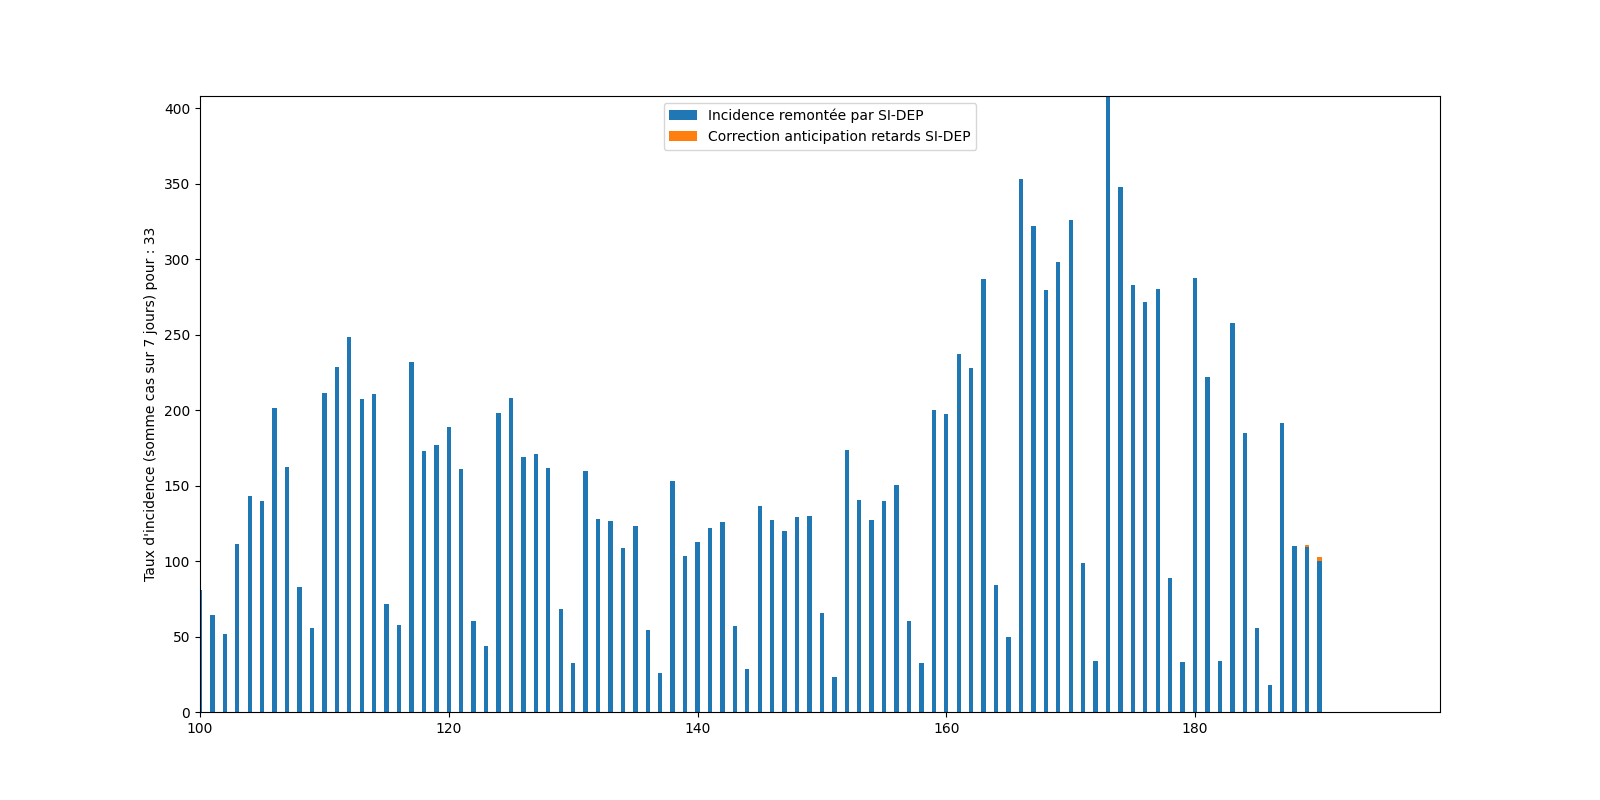 Incidence remontée par SI-DEP
Correction anticipation retards SI-DEP
Taux d'incidence (somme cas sur 7 jours) pour : 33
400
350
300
250
200
150
100
50
0
100 120 140 160 180